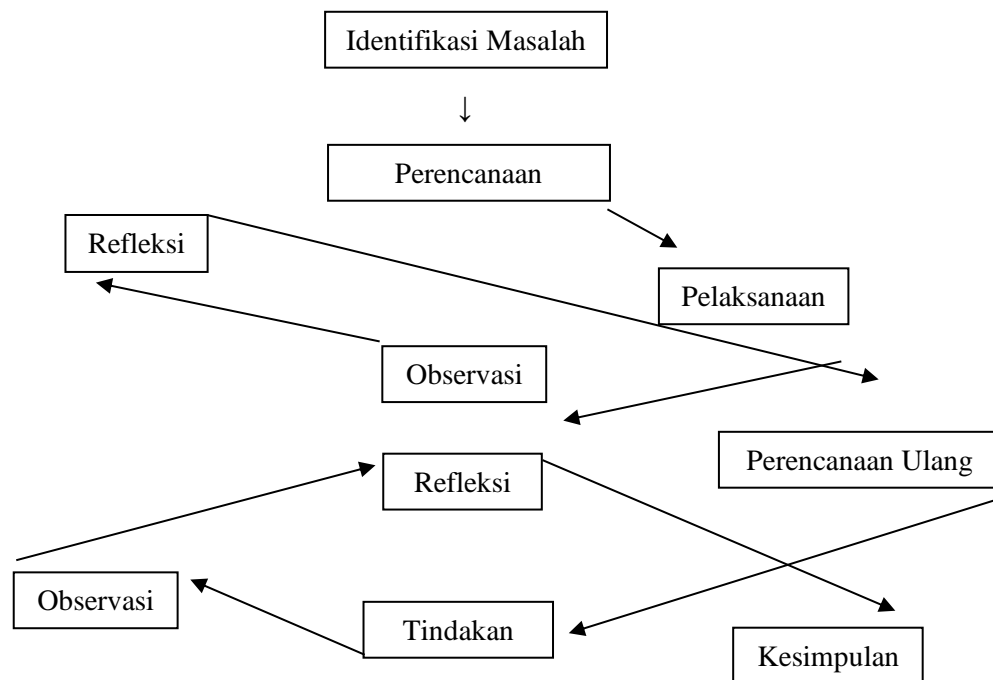 Identifikasi Masalah
↓
Perencanaan
Refleksi
Pelaksanaan
Observasi
Perencanaan Ulang
Refleksi
Observasi
Tindakan
Kesimpulan